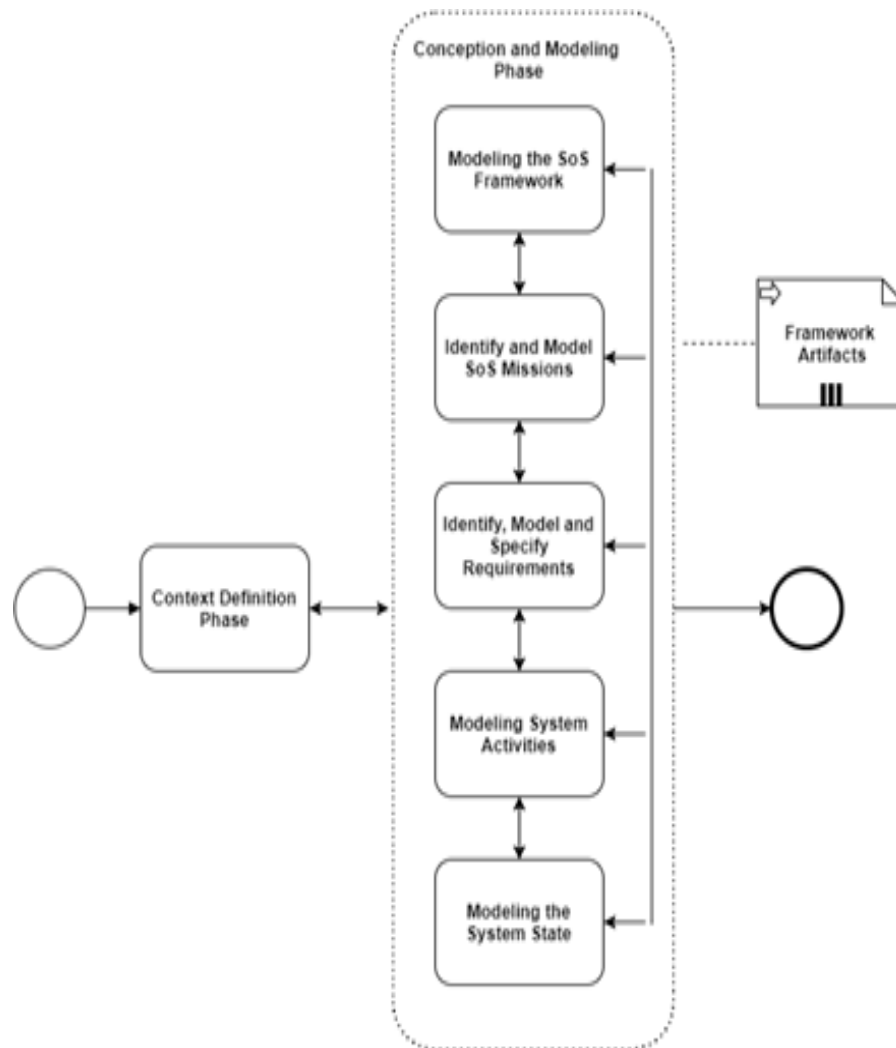 Conception and Modeling
Phase
Modeling the SoS
Framework
Identify and Model
SoS Missions
Framework
Artifacts
Identify, Model and
Specify
Requirements
Context Definition
Phase
Modeling System
Activities
Modeling the
System State